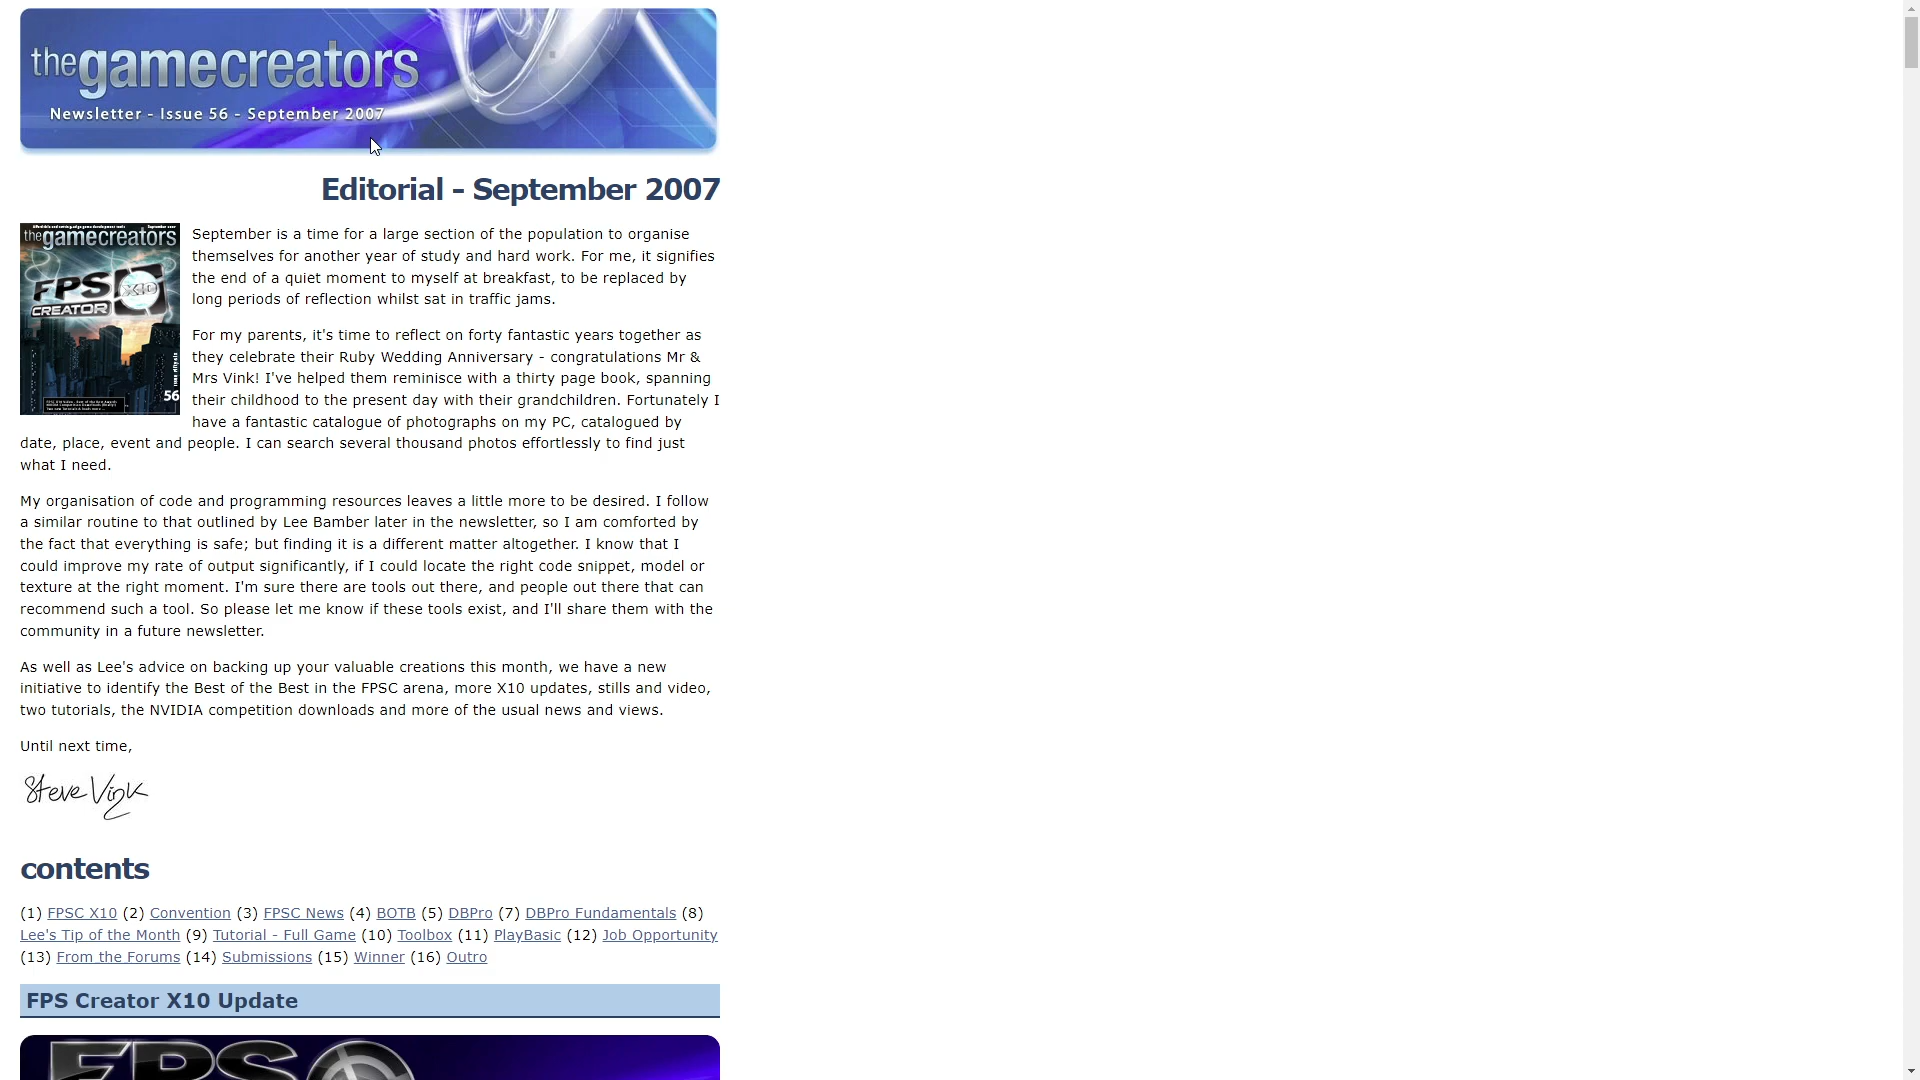 thegamecreators
Newsletter - Issue 56 - September 2007
Editorial - September 2007
thegamecreators
FPS X10
CREATOR
56
September is a time for a large section of the population to organise
themselves for another year of study and hard work. For me, it signifies
the end of a quiet moment to myself at breakfast, to be replaced by
long periods of reflection whilst sat in traffic jams.
For my parents, it's time to reflect on forty fantastic years together as
they celebrate their Ruby Wedding Anniversary - congratulations Mr &
Mrs Vink! I've helped them reminisce with a thirty page book, spanning
their childhood to the present day with their grandchildren. Fortunately I
have a fantastic catalogue of photographs on my PC, catalogued by
date, place, event and people. I can search several thousand photos effortlessly to find just
what I need.
My organisation of code and programming resources leaves a little more to be desired. I follow
a similar routine to that outlined by Lee Bamber later in the newsletter, so I am comforted by
the fact that everything is safe; but finding it is a different matter altogether. I know that I
could improve my rate of output significantly, if I could locate the right code snippet, model or
texture at the right moment. I'm sure there are tools out there, and people out there that can
recommend such a tool. So please let me know if these tools exist, and I'll share them with the
community in a future newsletter.
As well as Lee's advice on backing up your valuable creations this month, we have a new
initiative to identify the Best of the Best in the FPSC arena, more X10 updates, stills and video,
two tutorials, the NVIDIA competition downloads and more of the usual news and views.
Until next time,
Steve Vink
contents
(1) FPSC X10 (2) Convention (3) FPSC News (4) BOTB (5) DBPro (7) DBPro Fundamentals (8)
Lee's Tip of the Month (9) Tutorial - Full Game (10) Toolbox (11) PlayBasic (12) Job Opportunity
(13) From the Forums (14) Submissions (15) Winner (16) Outro
FPS Creator X10 Update
FPS